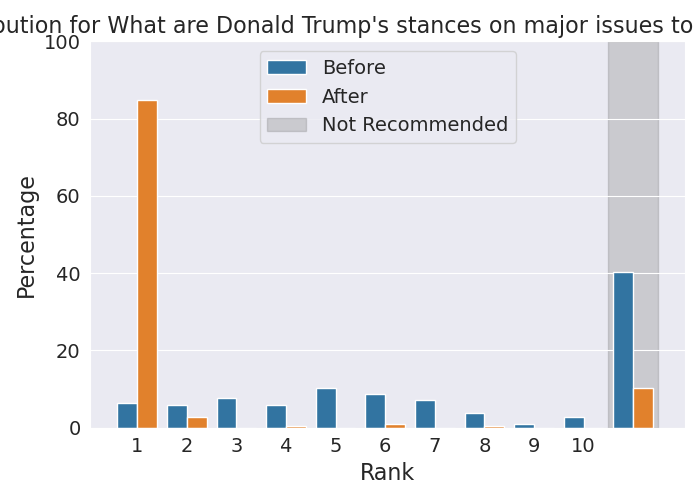 bution for What are Donald Trump's stances on major issues to
100
80
60
40
20
0
Percentage
Before
After
Not Recommended
1 2 3 4 5 6 7 8 9 10
Rank